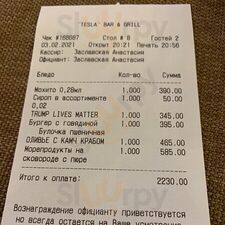 "TESLA" BAR & GRILL
Чек #168687 Стол # 8 Гостей 2
03.02.2021 Открыт 20:21 Печать 20:56
Кассир: Заславская Анастасия
Официант: Заславская Анастасия
Блюдо Кол-во Сумма
Мохито 0,28мл 1.000 390.00
Сироп в ассортименте 1.000 50.00
0,02
TRUMP LIVES MATTER 1.000 345.00
Бургер с говядиной 1.000 395.00
Булочка пшеничная
ОЛИВЬЕ С КАМЧ КРАБОМ 1.000 465.00
Морепродукты на 1.000 585.00
сковороде с пюре
Итого к оплате: 2230.00
Вознаграждение официанту приветствуется
но всегда остается на Ваше усмотрение